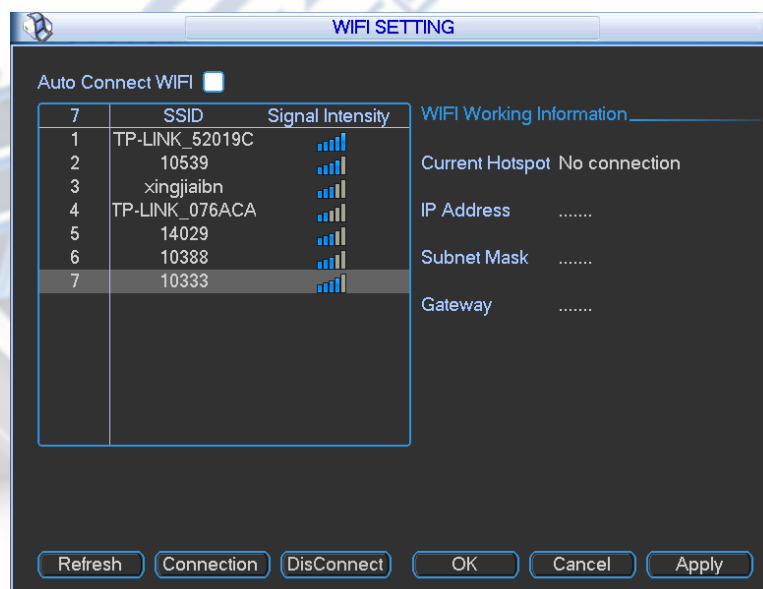 WIFI SETTING
Auto Connect WIFI
7 SSID Signal Intensity
1 TP-LINK_52019C
2 10539
3 xingjiaibn
4 TP-LINK_076ACA
5 14029
6 10388
7 10333
WIFI Working Information
Current Hotspot No connection
IP Address .......
Subnet Mask .......
Gateway .......
Refresh Connection DisConnect OK Cancel Apply